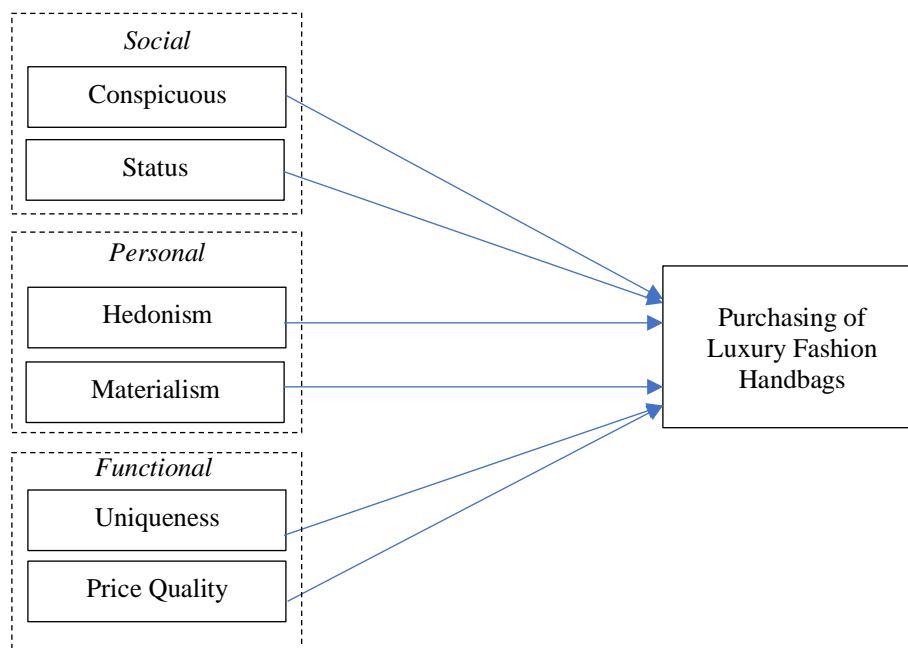 Social
Conspicuous
Status
Personal
Hedonism
Materialism
Functional
Uniqueness
Price Quality
Purchasing of
Luxury Fashion
Handbags